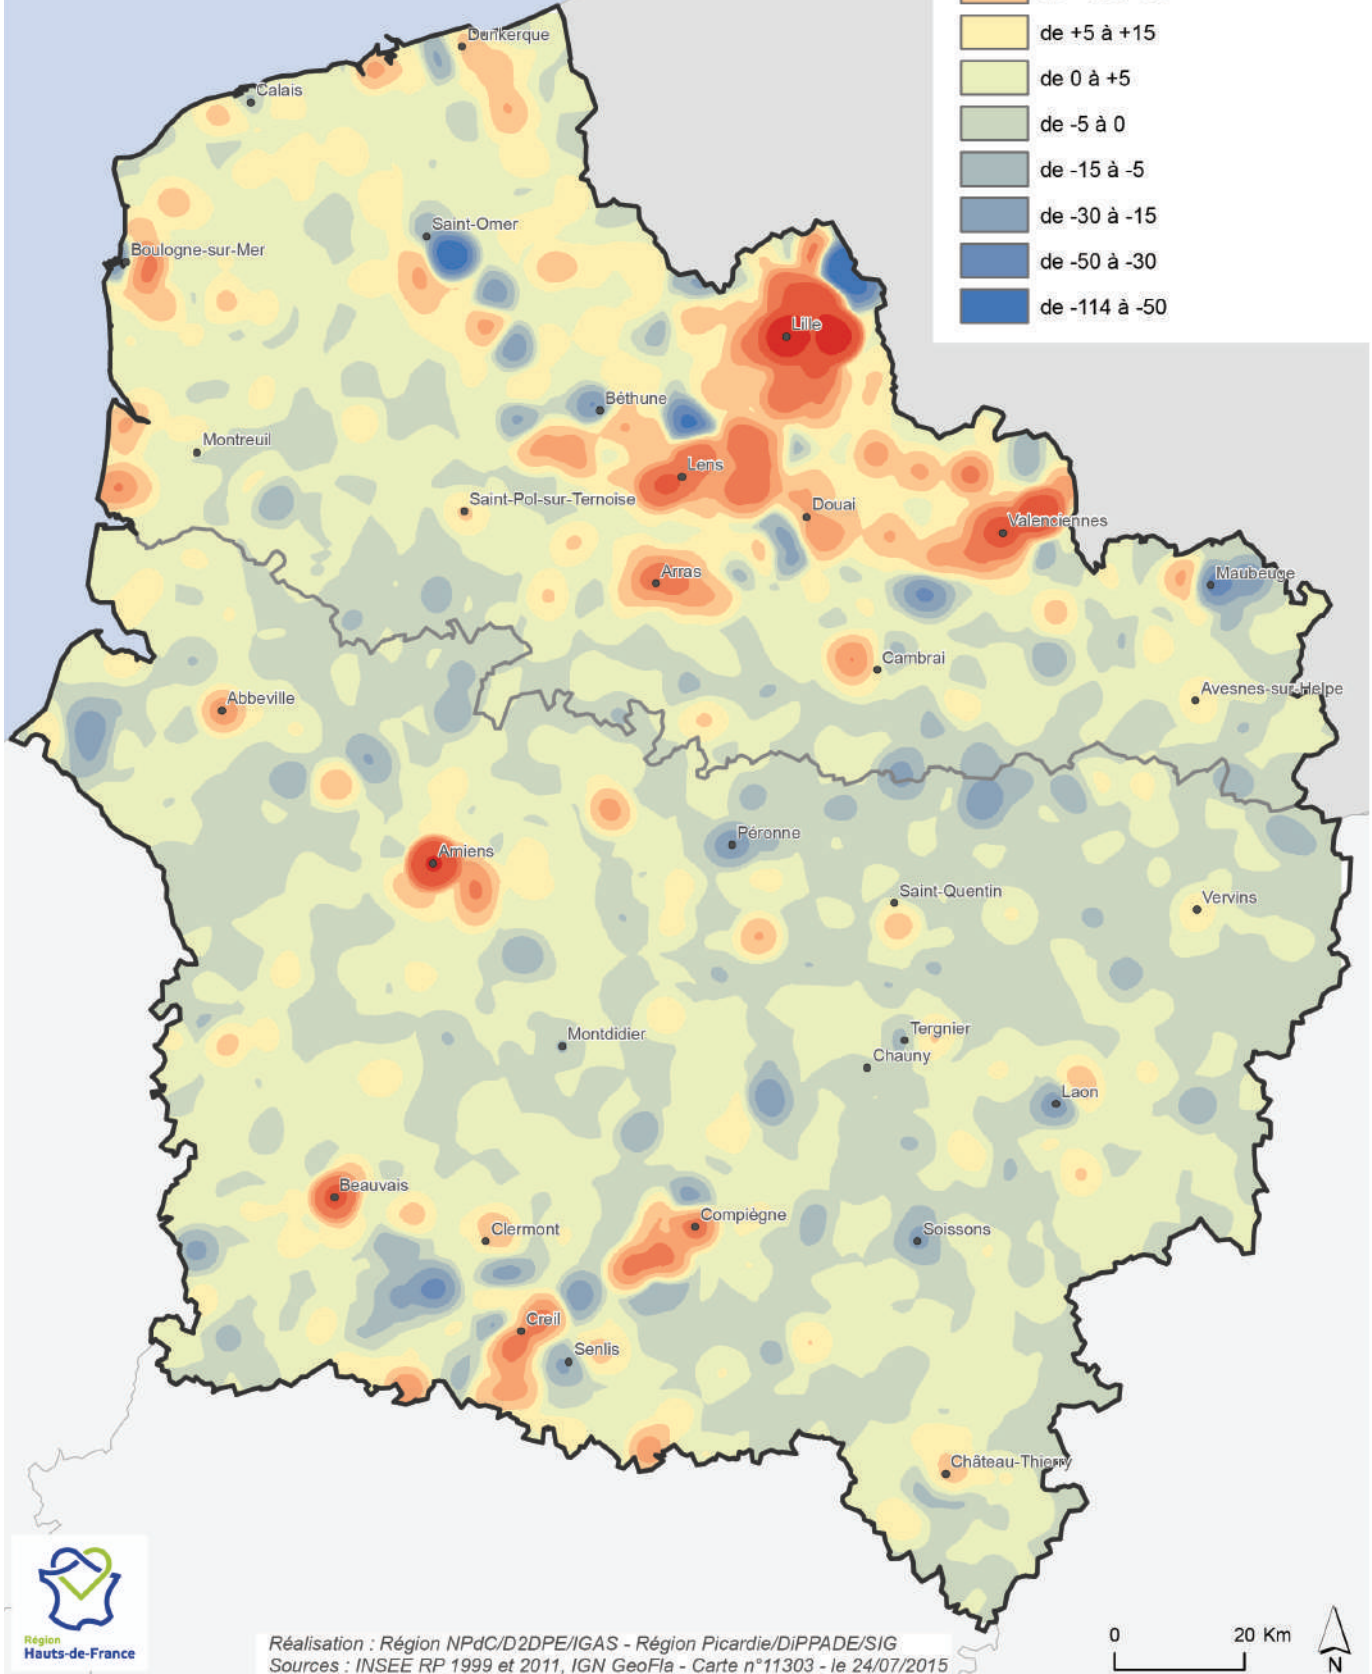 de +5 à +15
de 0 à +5
de -5 à 0
de -15 à -5
de -30 à -15
de -50 à -30
de -114 à -50
Dunkerque
Calais
Saint-Omer
Boulogne-sur-Mer
Lille
Béthune
Montreuil
Lens
Saint-Pol-sur-Ternoise
Douai
Valenciennes
Arras
Maubeuge
Cambrai
Avesnes-sur-Helpe
Abbeville
Péronne
Amiens
Saint-Quentin
Vervins
Montdidier
Tergnier
Chauny
Laon
Beauvais
Compiègne
Clermont
Soissons
Creil
Senlis
Château-Thierry
Région
Hauts-de-France
Réalisation : Région NPdC/D2DPE/IGAS - Région Picardie/DiPPADE/SIG
Sources : INSEE RP 1999 et 2011, IGN GeoFla - Carte n°11303 - le 24/07/2015
0 20 Km
N